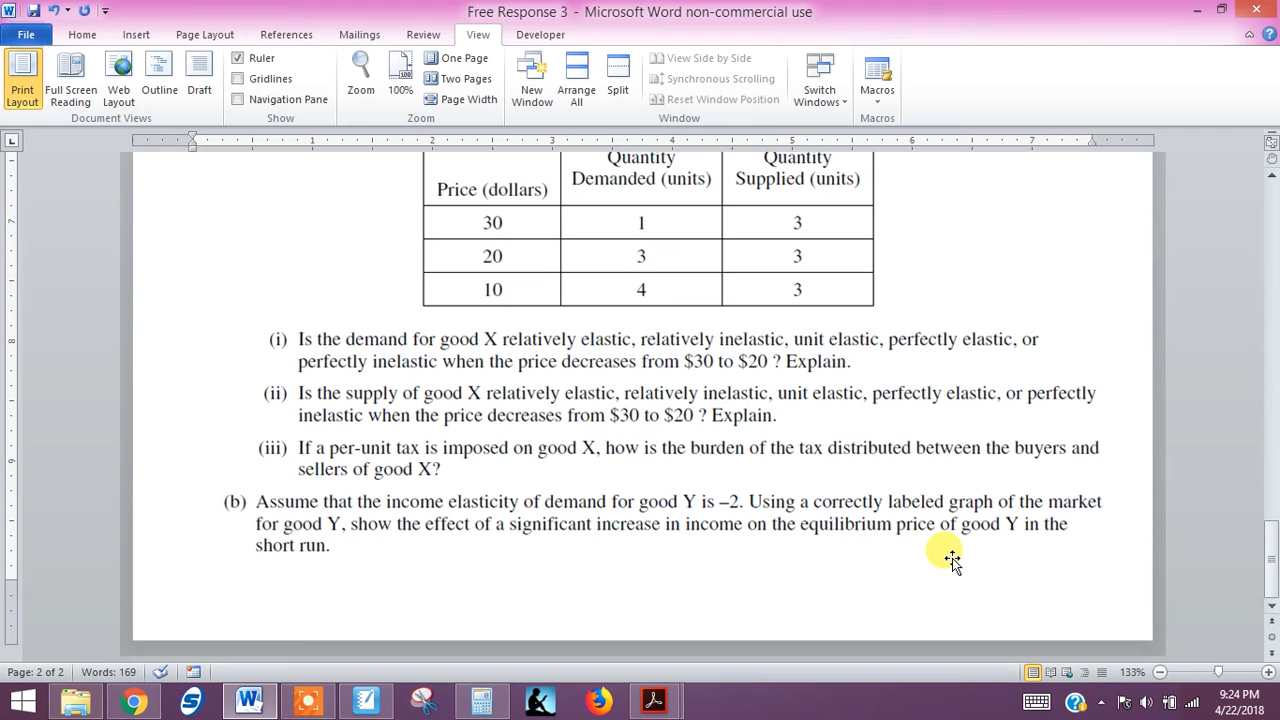 Free Response 3 - Microsoft Word non-commercial use
File Home Insert Page Layout References Mailings Review View Developer
Print Layout
Full Screen Reading
Web Layout
Outline
Draft
Document Views
Ruler
Gridlines
Navigation Pane
Show
Zoom
100%
One Page
Two Pages
Page Width
Zoom
New Window
Arrange All
Split
View Side by Side
Synchronous Scrolling
Reset Window Position
Window
Switch Windows
Macros
Macros
1 2 3 4 5 6 7
Price (dollars) Quantity Demanded (units) Quantity Supplied (units)
30 1 3
20 3 3
10 4 3
(i) Is the demand for good X relatively elastic, relatively inelastic, unit elastic, perfectly elastic, or
perfectly inelastic when the price decreases from $30 to $20 ? Explain.
(ii) Is the supply of good X relatively elastic, relatively inelastic, unit elastic, perfectly elastic, or perfectly
inelastic when the price decreases from $30 to $20 ? Explain.
(iii) If a per-unit tax is imposed on good X, how is the burden of the tax distributed between the buyers and
sellers of good X?
(b) Assume that the income elasticity of demand for good Y is –2. Using a correctly labeled graph of the market
for good Y, show the effect of a significant increase in income on the equilibrium price of good Y in the
short run.
Page: 2 of 2 Words: 169 133%
9:24 PM
4/22/2018